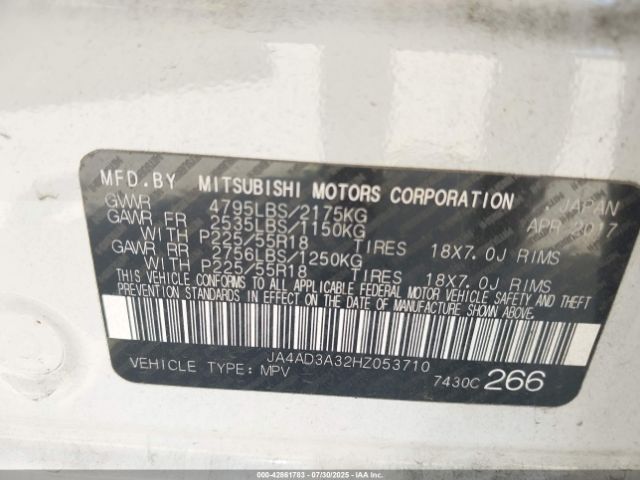 MFD.BY MITSUBISHI MOTORS CORPORATION JAPAN
GVWR 4795LBS/2175KG APR 2017
GAWR FR 2535LBS/1150KG
WITH P225/55R18 TIRES 18X7.0J RIMS
GAWR RR 2756LBS/1250KG
WITH P225/55R18 TIRES 18X7.0J RIMS
THIS VEHICLE CONFORMS TO ALL APPLICABLE FEDERAL MOTOR VEHICLE SAFETY AND THEFT
PREVENTION STANDARDS IN EFFECT ON THE DATE OF MANUFACTURE SHOWN ABOVE.
JA4AD3A32HZ053710
VEHICLE TYPE: MPV 7430C 266
000-42861783 | 07/30/2025 | IAA Inc.